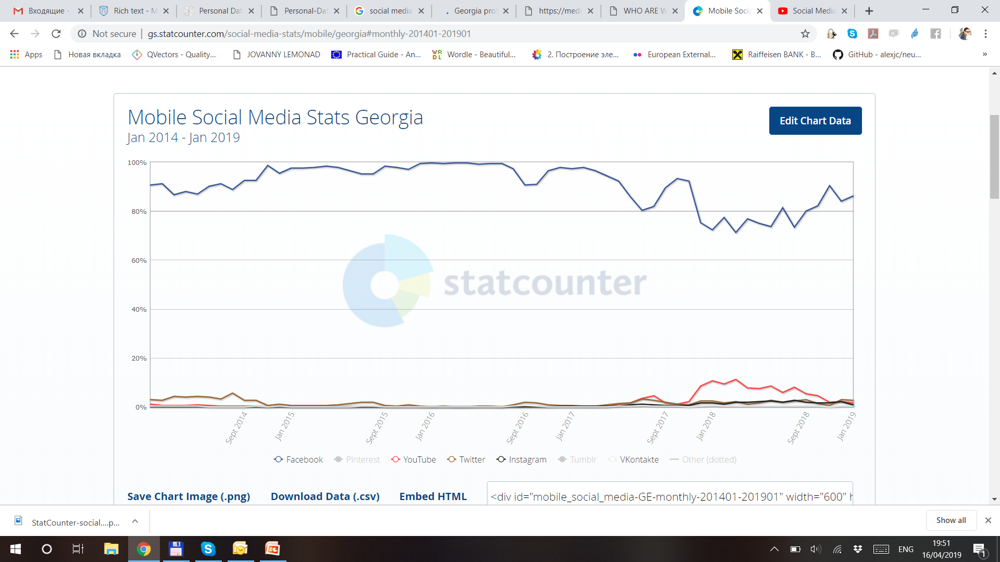 Входящие -
Rich text - M
Personal Dat
Personal-Dat
social media
Georgia prof
https://medi
WHO ARE W
Mobile Socia
Social Media
Not secure | gs.statcounter.com/social-media-stats/mobile/georgia#monthly-201401-201901
Apps
Новая вкладка
QVectors - Quality...
JOVANNY LEMONAD
Practical Guide - An...
Wordle - Beautiful...
2. Построение эле...
European External...
Raiffeisen BANK - B...
GitHub - alexjc/neu...
»
Mobile Social Media Stats Georgia
Jan 2014 - Jan 2019
Edit Chart Data
100%
80%
60%
40%
20%
0%
statcounter
Sept 2014
Jan 2015
Sept 2015
Jan 2016
Sept 2016
Jan 2017
Sept 2017
Jan 2018
Sept 2018
Jan 2019
Facebook Pinterest YouTube Twitter Instagram Tumblr VKontakte Other (dotted)
Save Chart Image (.png)
Download Data (.csv)
Embed HTML
<div id="mobile_social_media-GE-monthly-201401-201901" width="600" h
StatCounter-social....p...
Show all
ENG
19:51
16/04/2019
1